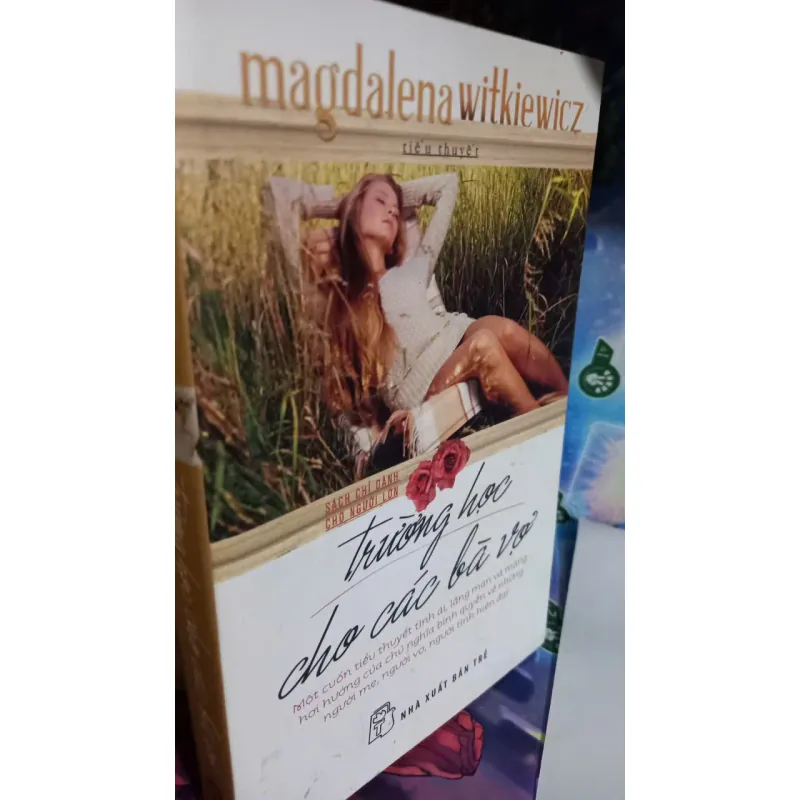 magdalena witkiewicz
tiểu thuyết
SÁCH CHỈ DÀNH
CHO NGƯỜI LỚN
trường học
cho các bà vợ
Một cuốn tiểu thuyết tình ái, lãng mạn và mang
hơi hướng của chủ nghĩa bình quyền về những
người mẹ, người vợ, người tình hiện đại
NHÀ XUẤT BẢN TRẺ